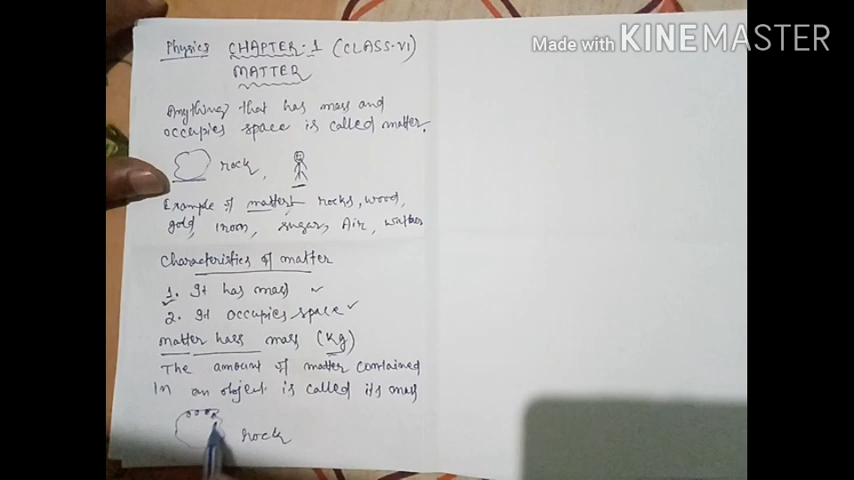 Made with KINEMASTER
Physics CHAPTER-1 (CLASS-VI)
MATTER
Anything that has mass and
occupies space is called matter.
rock,
Example of matter rocks, wood,
gold, iron, sugar, Air, water
Characteristics of matter
1. It has mass ✓
2. It occupies space ✓
matter has mass (Kg)
The amount of matter contained
In an object is called its mass
rock